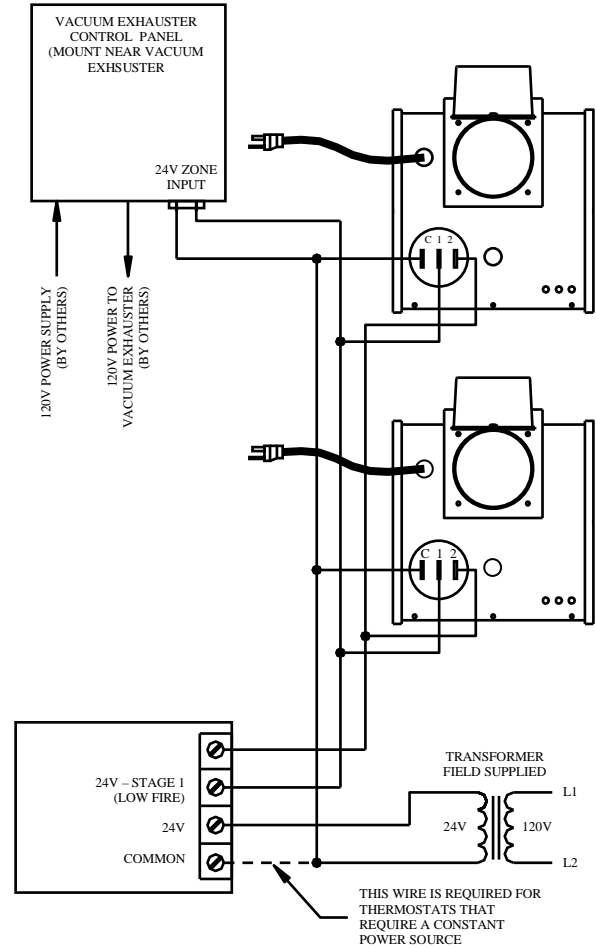 VACUUM EXHAUSTER
CONTROL PANEL
(MOUNT NEAR VACUUM
EXHSUSTER
24V ZONE
INPUT
120V POWER SUPPLY
(BY OTHERS)
120V POWER TO
VACUUM EXHAUSTER
(BY OTHERS)
C 1 2
C 1 2
24V – STAGE 1
(LOW FIRE)
24V
COMMON
TRANSFORMER
FIELD SUPPLIED
L1
24V
120V
L2
THIS WIRE IS REQUIRED FOR
THERMOSTATS THAT
REQUIRE A CONSTANT
POWER SOURCE